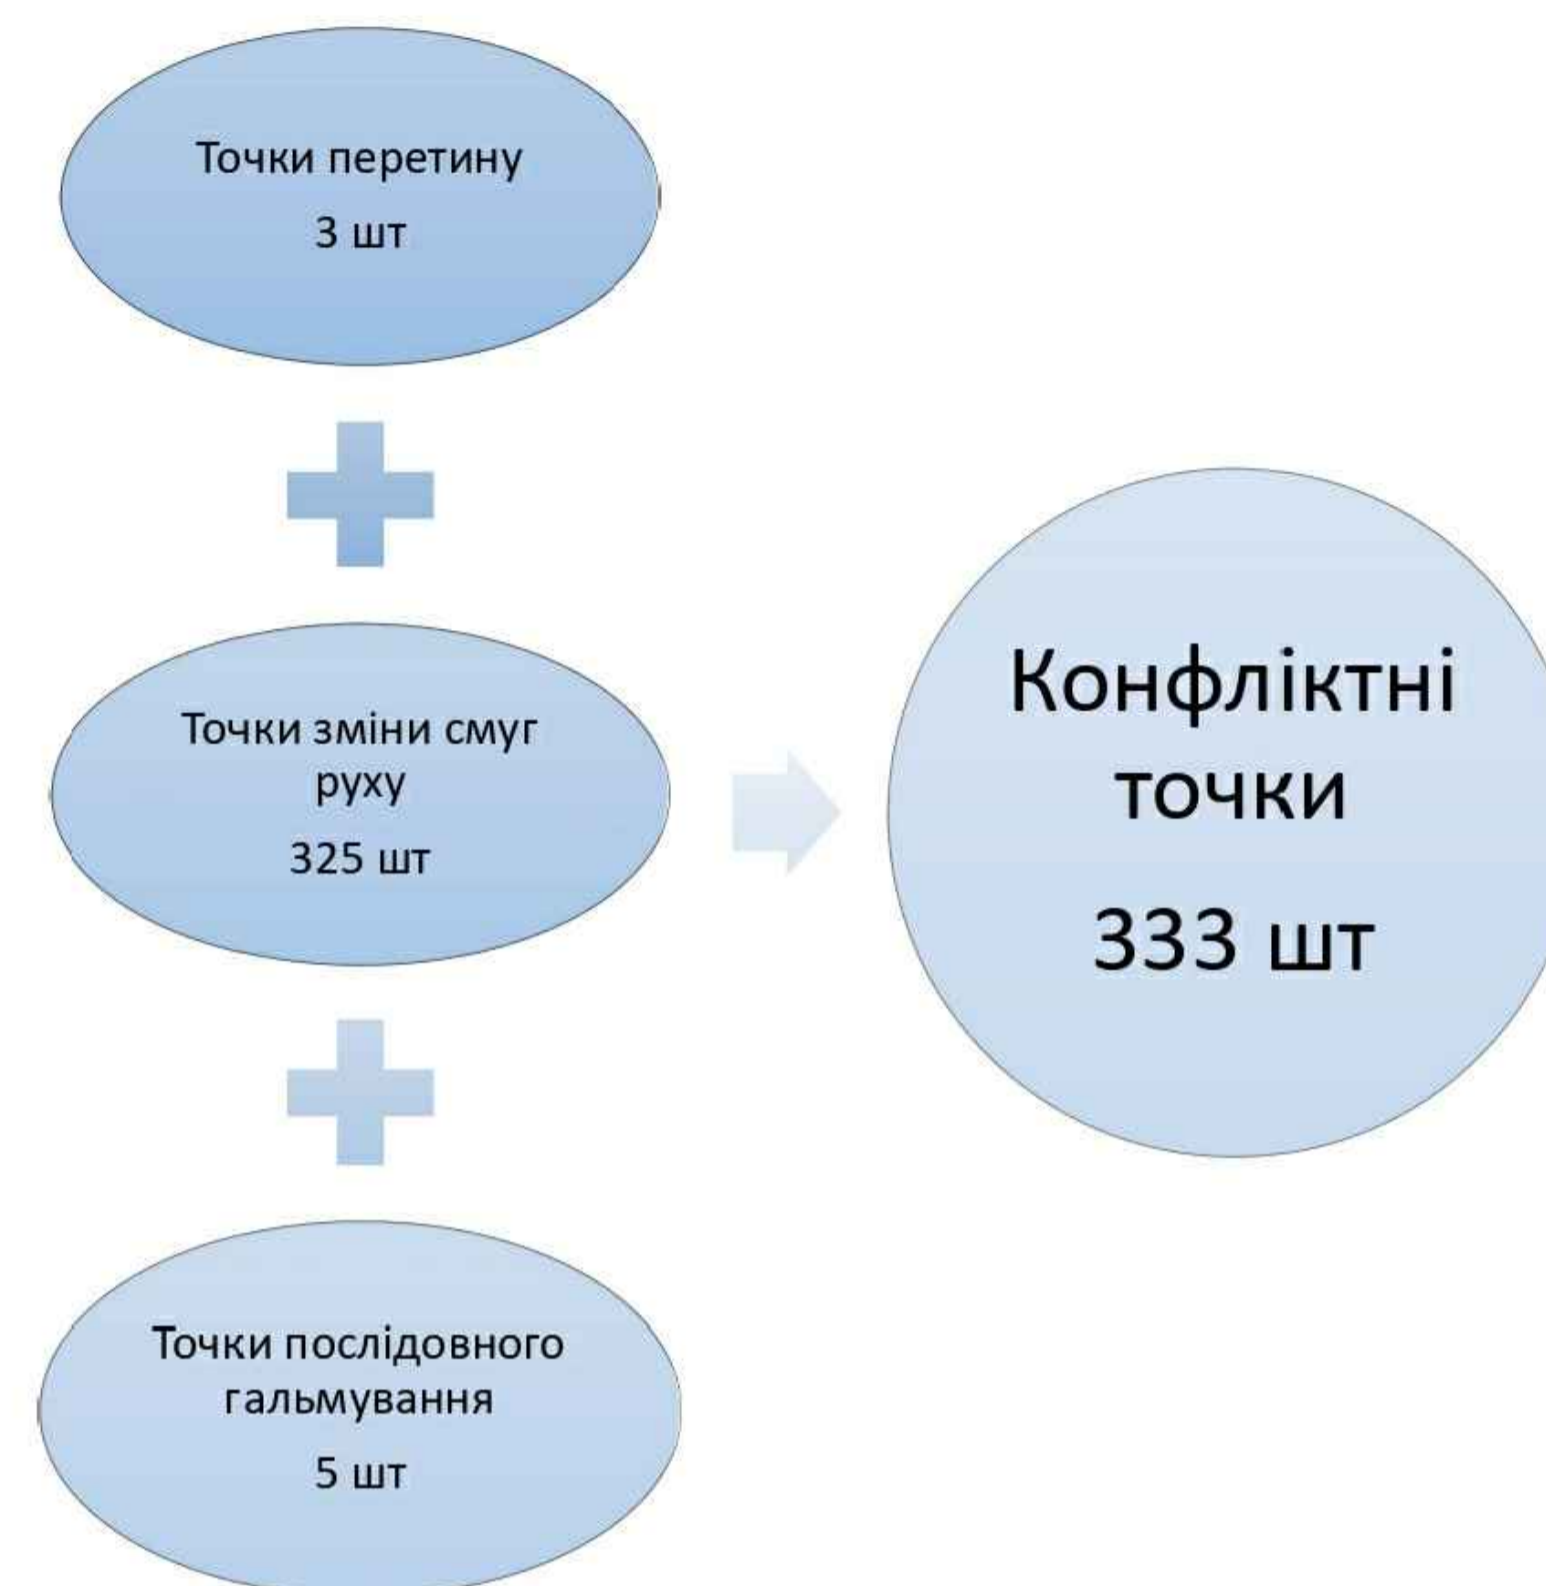 Точки перетину
3 шт
Точки зміни смуг
руху
325 шт
Точки послідовного
гальмування
5 шт
Конфліктні
точки
333 шт